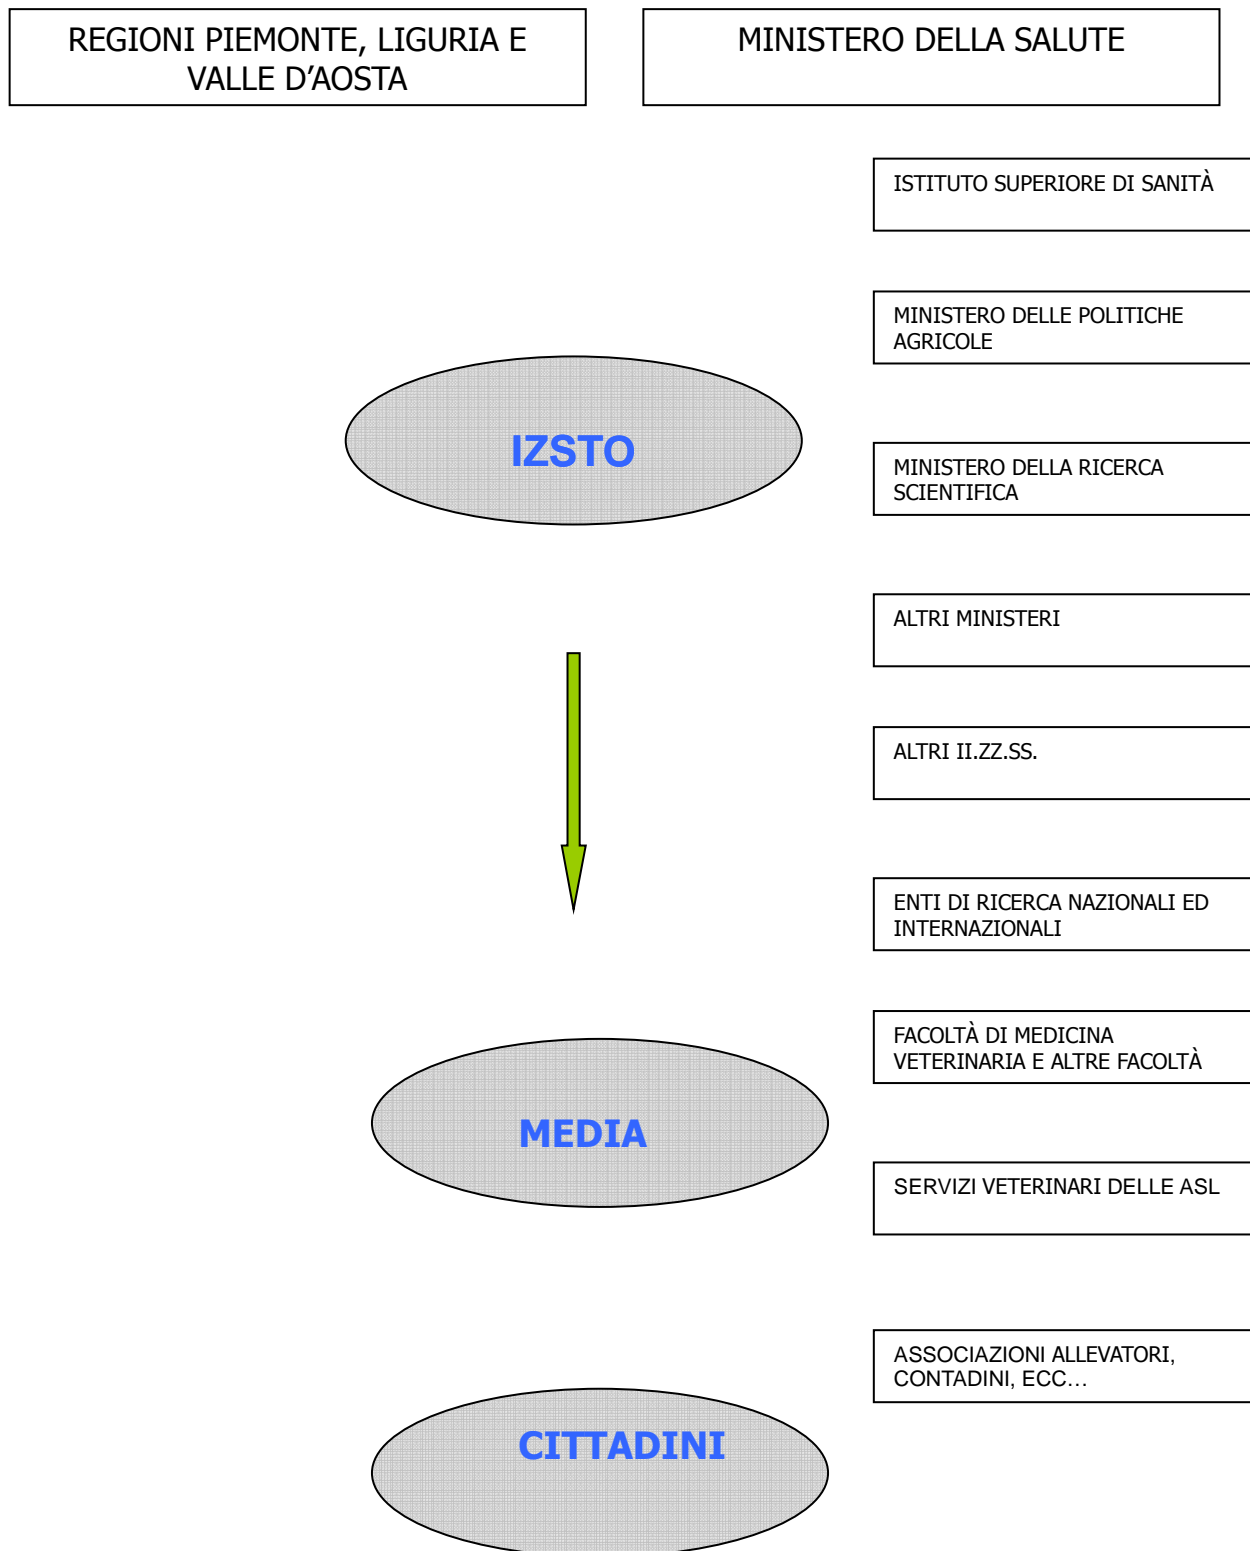 REGIONI PIEMONTE, LIGURIA E
VALLE D’AOSTA
MINISTERO DELLA SALUTE
ISTITUTO SUPERIORE DI SANITÀ
MINISTERO DELLE POLITICHE
AGRICOLE
IZSTO
MINISTERO DELLA RICERCA
SCIENTIFICA
ALTRI MINISTERI
ALTRI II.ZZ.SS.
ENTI DI RICERCA NAZIONALI ED
INTERNAZIONALI
FACOLTÀ DI MEDICINA
VETERINARIA E ALTRE FACOLTÀ
MEDIA
SERVIZI VETERINARI DELLE ASL
ASSOCIAZIONI ALLEVATORI,
CONTADINI, ECC…
CITTADINI